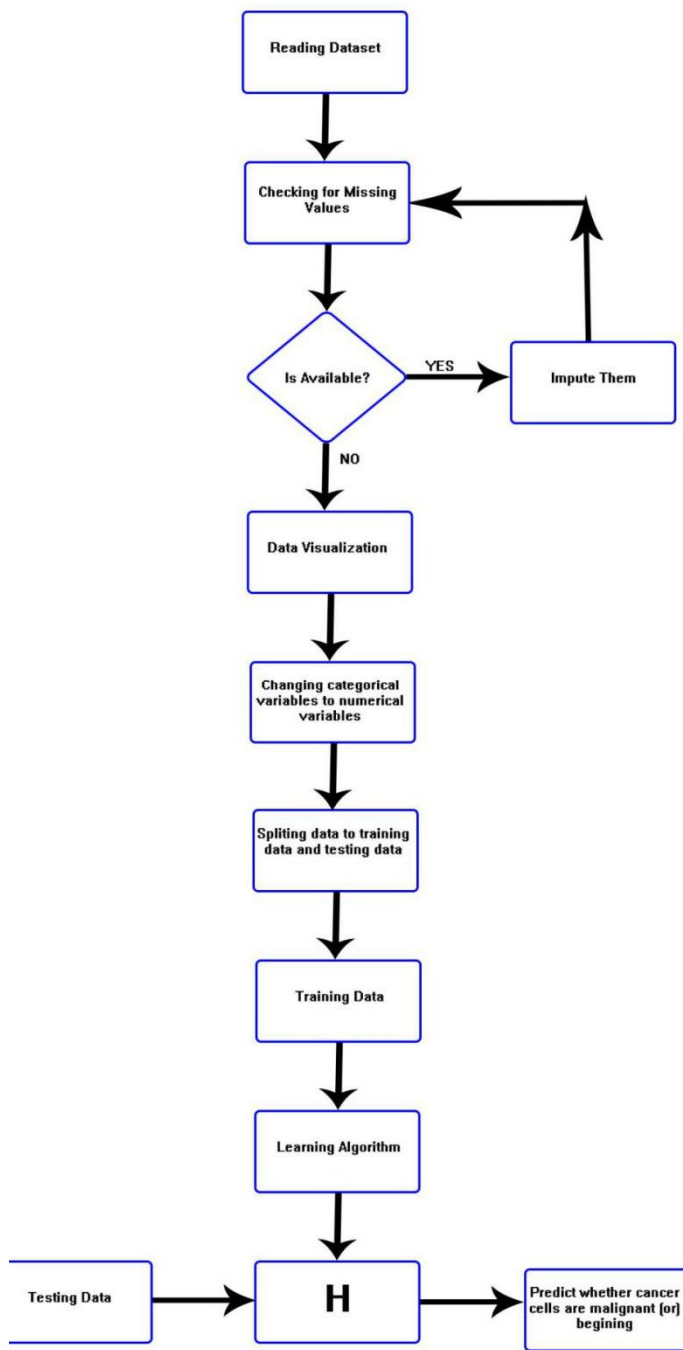 Reading Dataset
Checking for Missing
Values
Is Available?
YES
Impute Them
NO
Data Visualization
Changing categorical
variables to numerical
variables
Spliting data to training
data and testing data
Training Data
Learning Algorithm
Testing Data
H
Predict whether cancer
cells are malignant (or)
begining